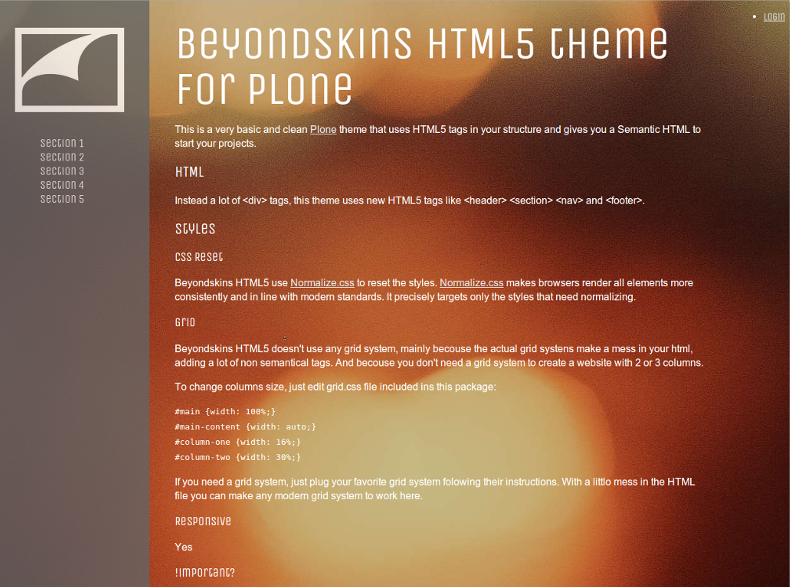 LOGIN
Beyondskins HTML5 theme
for Plone
Section 1
Section 2
Section 3
Section 4
Section 5
This is a very basic and clean Plone theme that uses HTML5 tags in your structure and gives you a Semantic HTML to
start your projects.
HTML
Instead a lot of <div> tags, this theme uses new HTML5 tags like <header> <section> <nav> and <footer>.
Styles
CSS Reset
Beyondskins HTML5 use Normalize.css to reset the styles. Normalize.css makes browsers render all elements more
consistently and in line with modern standards. It precisely targets only the styles that need normalizing.
Grid
Beyondskins HTML5 doesn't use any grid system, mainly becouse the actual grid systens make a mess in your html,
adding a lot of non semantical tags. And becouse you don't need a grid system to create a website with 2 or 3 columns.
To change columns size, just edit grid.css file included ins this package:
#main {width: 100%;}
#main-content {width: auto;}
#column-one {width: 16%;}
#column-two {width: 30%;}
If you need a grid system, just plug your favorite grid system folowing their instructions. With a littlo mess in the HTML
file you can make any modern grid system to work here.
Responsive
Yes
!important?